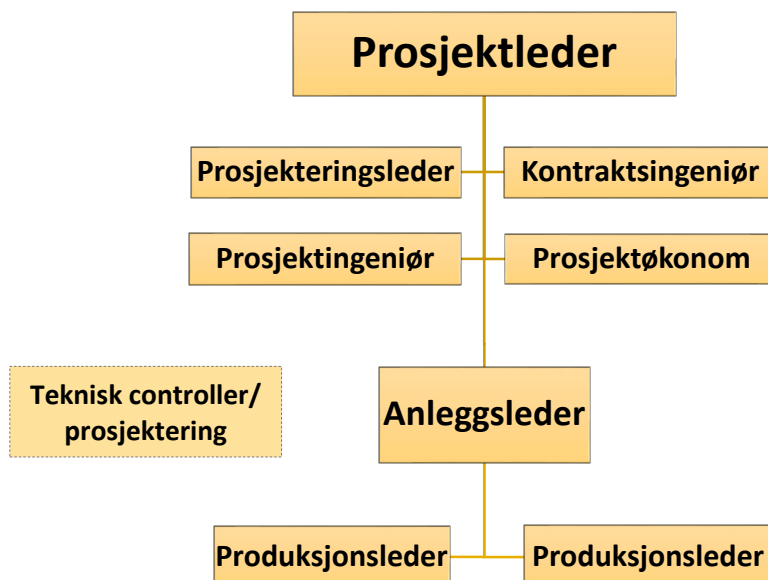 Prosjektleder
Prosjekteringsleder
Kontraktsingeniør
Prosjektingeniør
Prosjektøkonom
Teknisk controller/
prosjektering
Anleggsleder
Produksjonsleder
Produksjonsleder